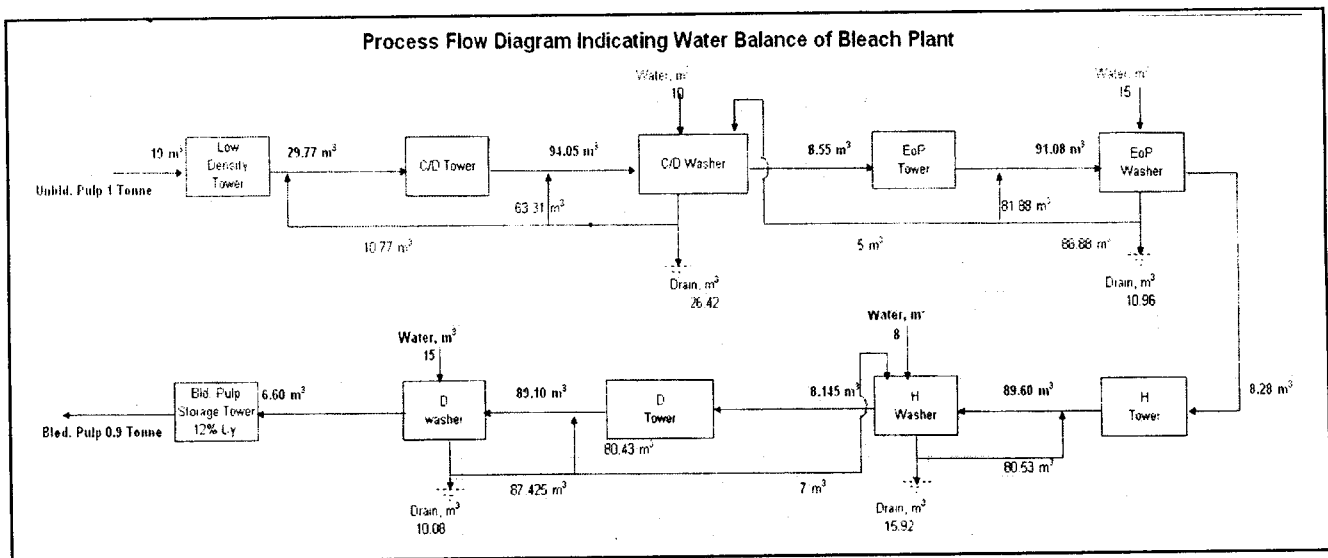 Process Flow Diagram Indicating Water Balance of Bleach Plant
Water, m³
10
Water, m³
15
19 m³
Low
Density
Tower
29.77 m³
C/D Tower
94.05 m³
C/D Washer
8.55 m³
EoP
Tower
91.08 m³
EoP
Washer
Unbld. Pulp 1 Tonne
63.31 m³
81.88 m³
10.77 m³
5 m³
86.88 m³
Drain, m³
26.42
Drain, m³
10.96
Water, m³
15
Water, m³
8
Bld. Pulp
Storage Tower
12% C.y
6.60 m³
D
washer
89.10 m³
D
Tower
8.145 m³
H
Washer
89.60 m³
H
Tower
8.28 m³
Bled. Pulp 0.9 Tonne
80.43 m³
80.53 m³
87.425 m³
7 m³
Drain, m³
10.08
Drain, m³
15.92